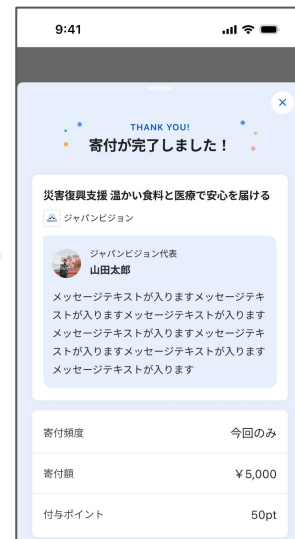 9:41
THANK YOU!
寄付が完了しました！
災害復興支援 温かい食料と医療で安心を届ける
ジャパンビジョン
ジャパンビジョン代表
山田太郎
メッセージテキストが入りますメッセージテキ
ストが入りますメッセージテキストが入ります
メッセージテキストが入りますメッセージテキ
ストが入りますメッセージテキストが入ります
メッセージテキストが入ります
寄付頻度 今回のみ
寄付額 ¥5,000
付与ポイント 50pt